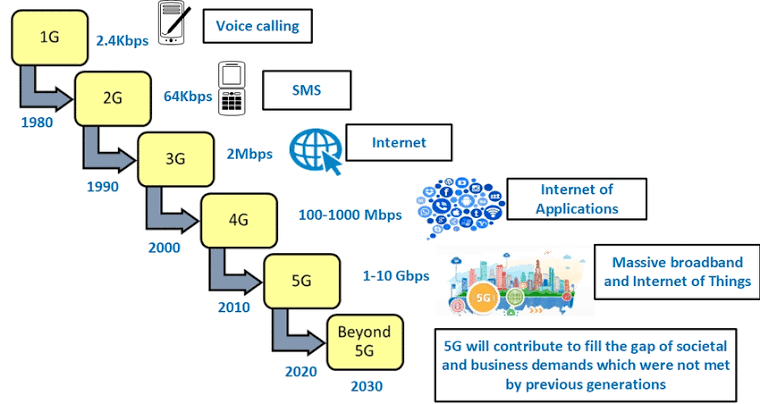 1G
2.4Kbps
Voice calling
1980
2G
64Kbps
SMS
1990
3G
2Mbps
Internet
2000
4G
100-1000 Mbps
Internet of
Applications
2010
5G
1-10 Gbps
5G
Massive broadband
and Internet of Things
2020
Beyond
5G
2030
5G will contribute to fill the gap of societal
and business demands which were not met
by previous generations